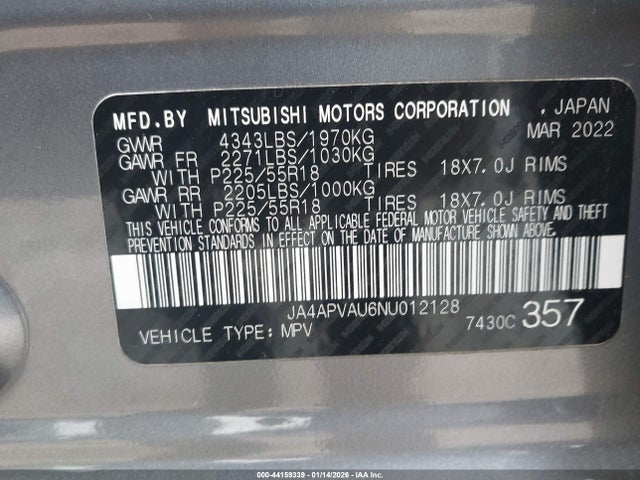 MFD.BY MITSUBISHI MOTORS CORPORATION , JAPAN
GVWR 4343LBS/1970KG MAR 2022
GAWR FR 2271LBS/1030KG
WITH P225/55R18 TIRES 18X7.0J RIMS
GAWR RR 2205LBS/1000KG
WITH P225/55R18 TIRES 18X7.0J RIMS
THIS VEHICLE CONFORMS TO ALL APPLICABLE FEDERAL MOTOR VEHICLE SAFETY AND THEFT
PREVENTION STANDARDS IN EFFECT ON THE DATE OF MANUFACTURE SHOWN ABOVE.
JA4APVAU6NU012128
VEHICLE TYPE: MPV 7430C 357
000-44159339 - 01/14/2026 - IAA Corp.